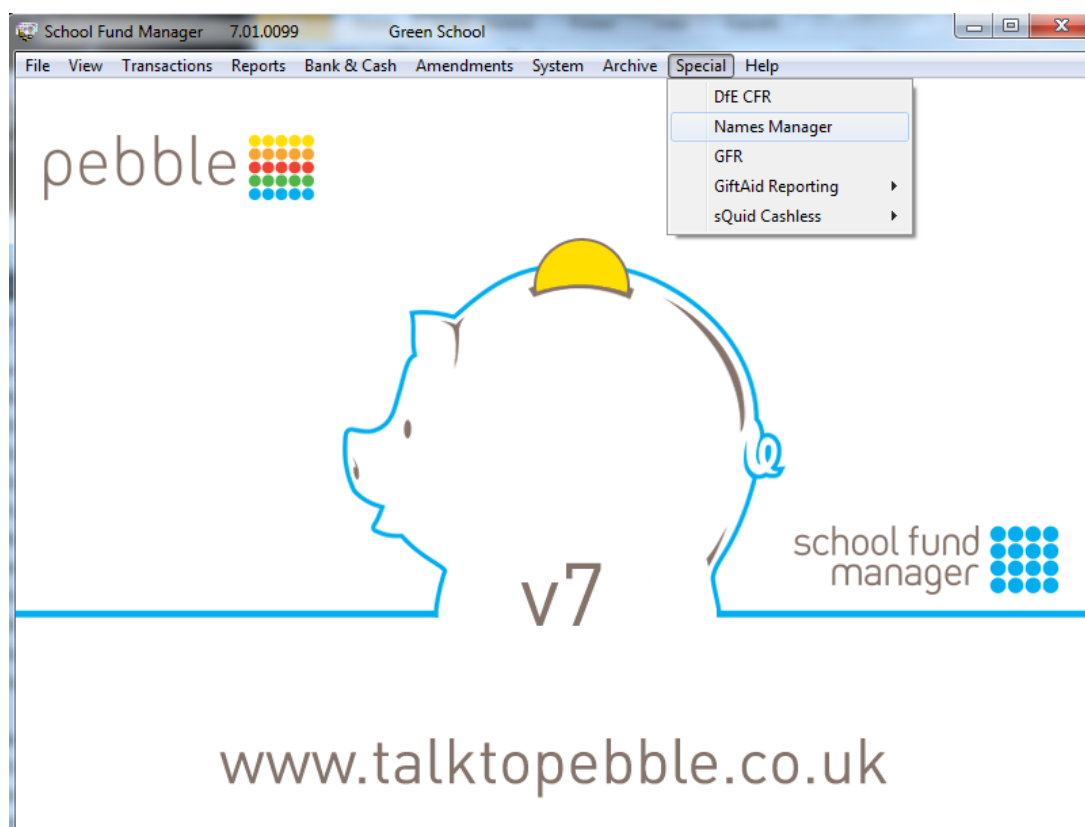 School Fund Manager 7.01.0099 Green School
File View Transactions Reports Bank & Cash Amendments System Archive Special Help
DfE CFR
Names Manager
GFR
GiftAid Reporting
sQuid Cashless
pebble
school fund
manager
v7
www.talktopebble.co.uk